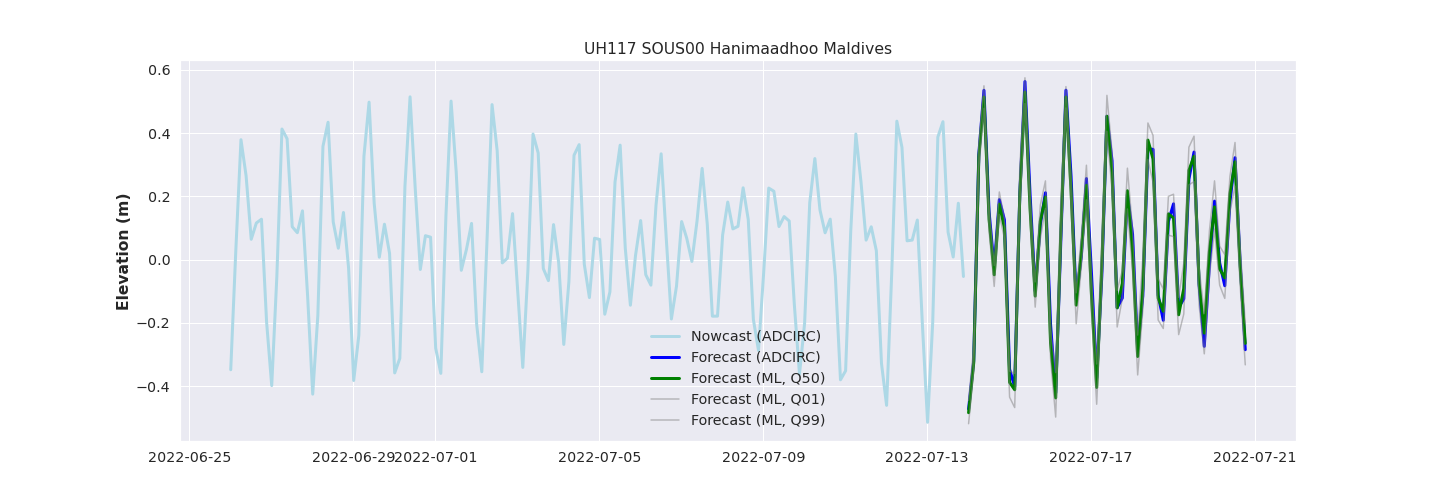 UH117 SOUS00 Hanimaadhoo Maldives
Elevation (m)
0.6
0.4
0.2
0.0
−0.2
−0.4
Nowcast (ADCIRC)
Forecast (ADCIRC)
Forecast (ML, Q50)
Forecast (ML, Q01)
Forecast (ML, Q99)
2022-06-25 2022-06-29 2022-07-01 2022-07-05 2022-07-09 2022-07-13 2022-07-17 2022-07-21